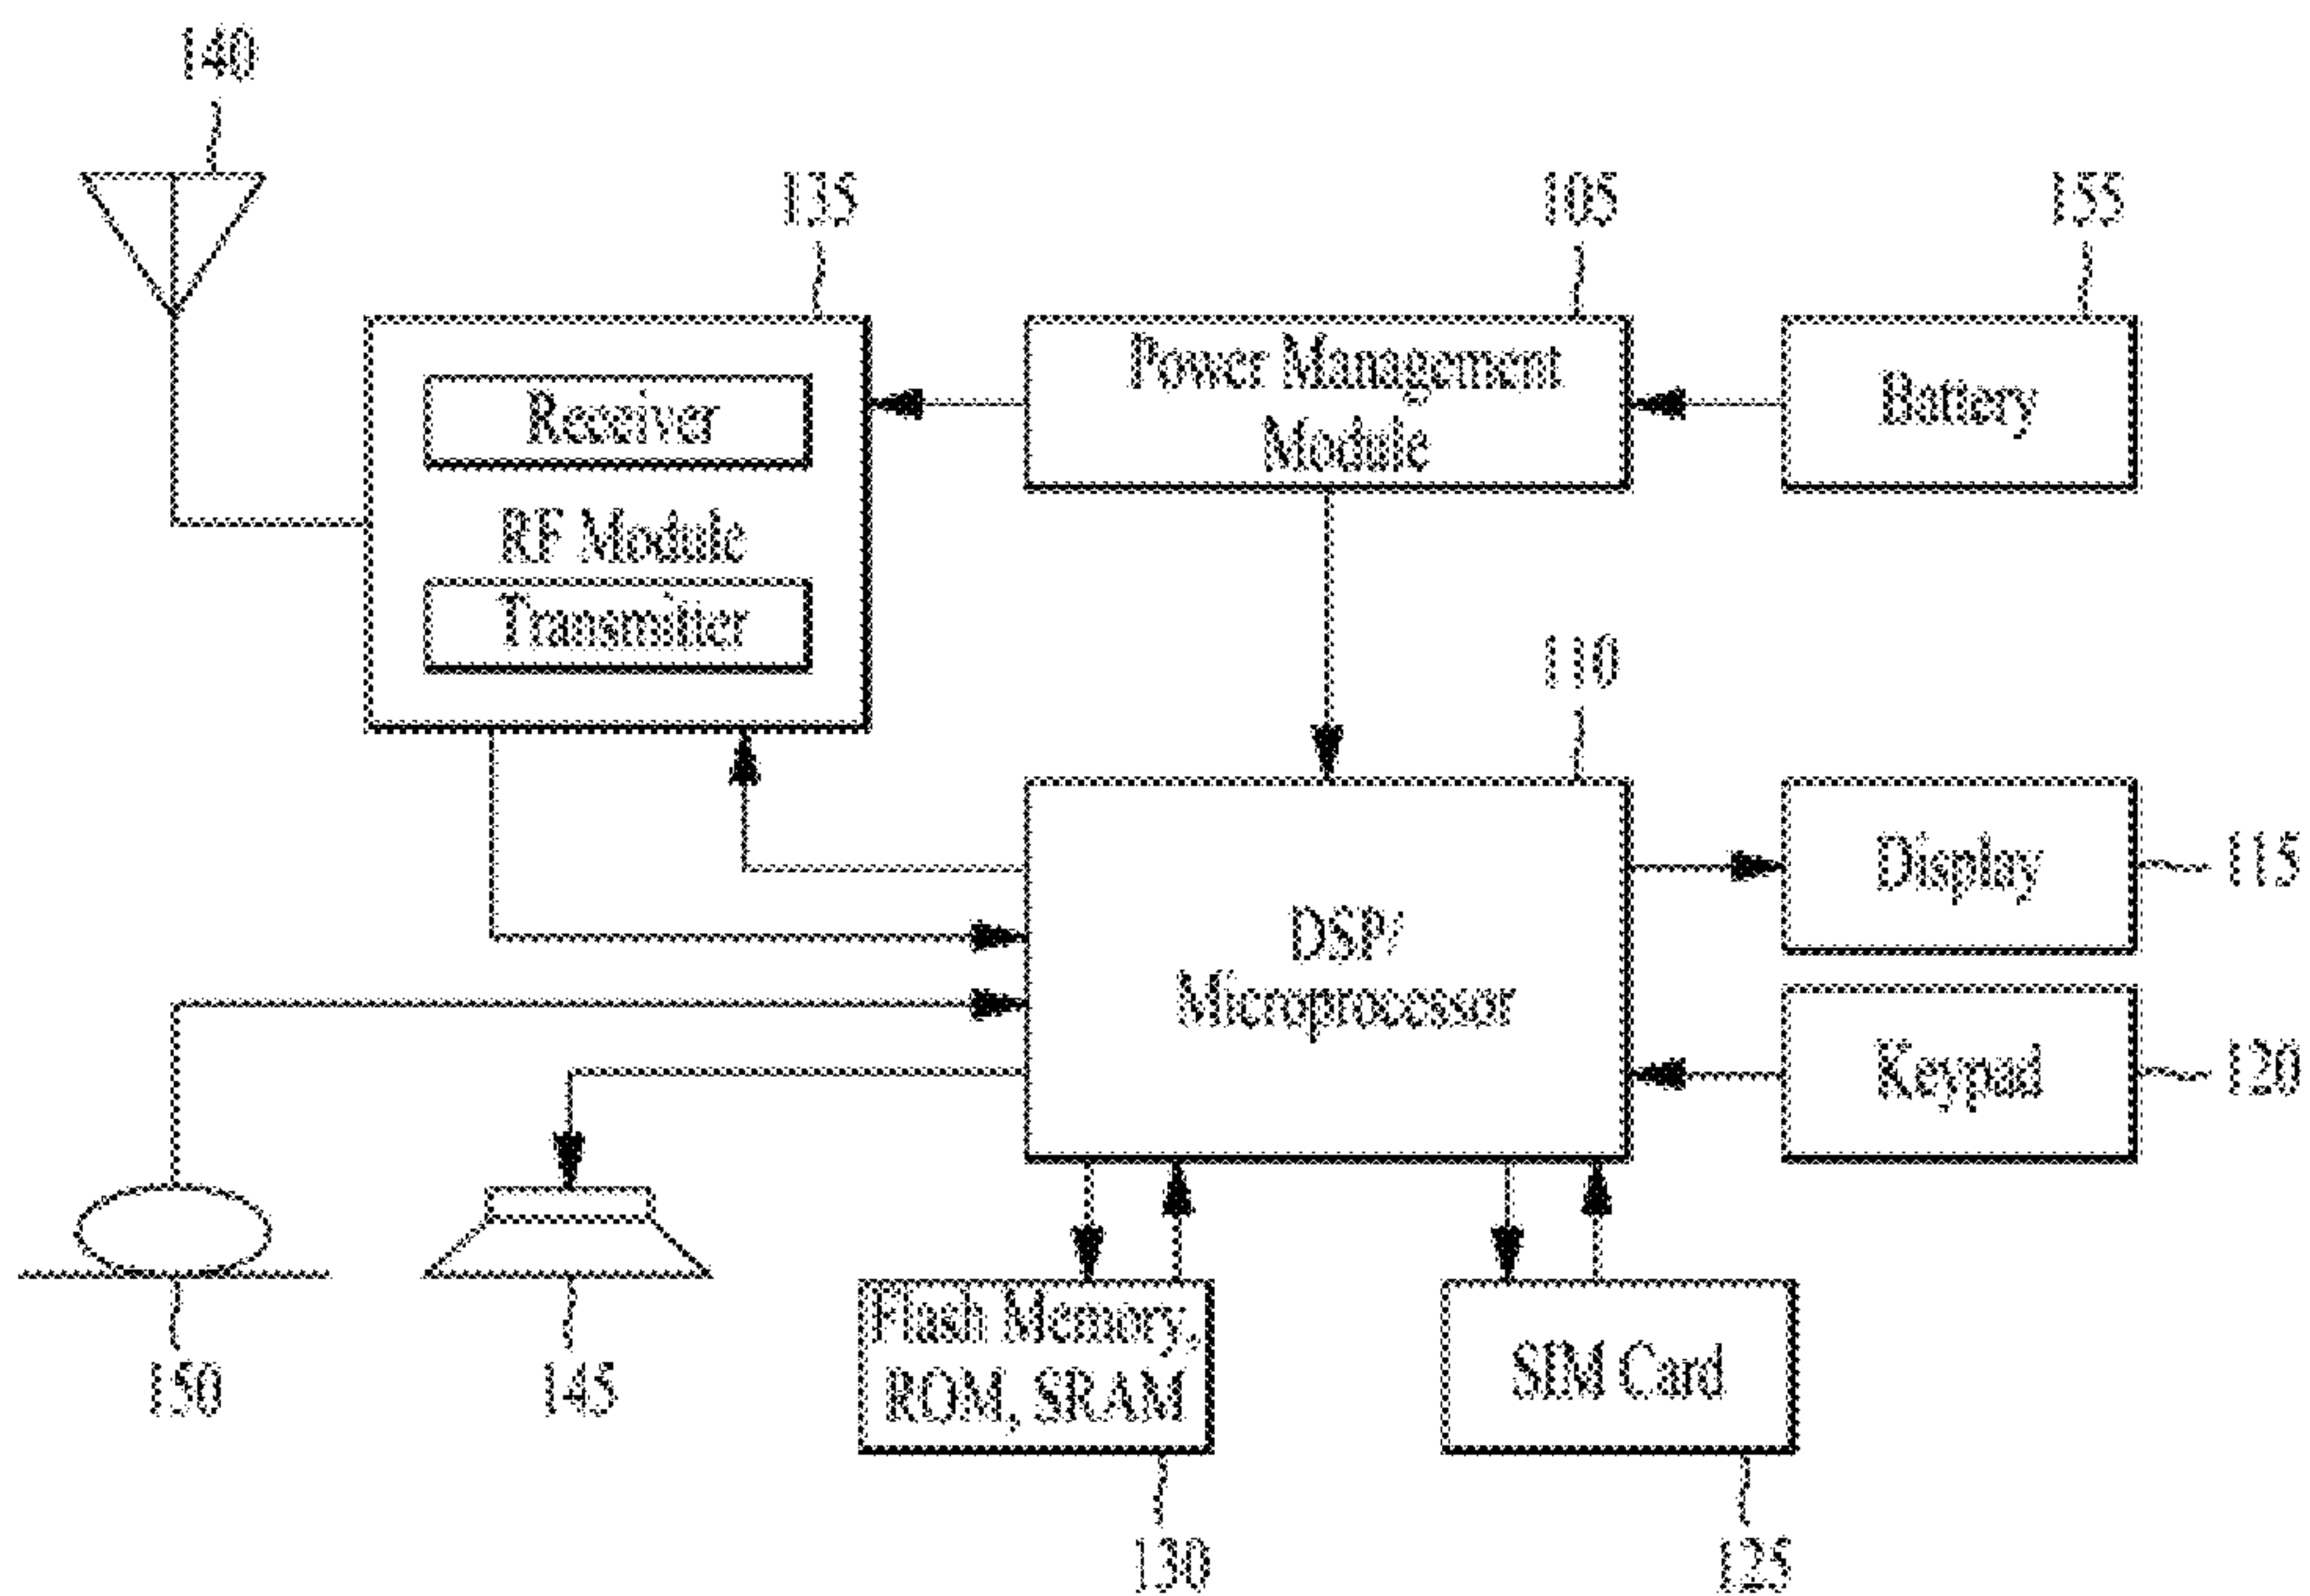 140
135
105
155
Receiver
RF Module
Transmitter
Power Management
Module
Battery
110
DSP/
Microprocessor
Display
115
Keypad
120
150
145
Flash Memory,
ROM, SRAM
SIM Card
130
125